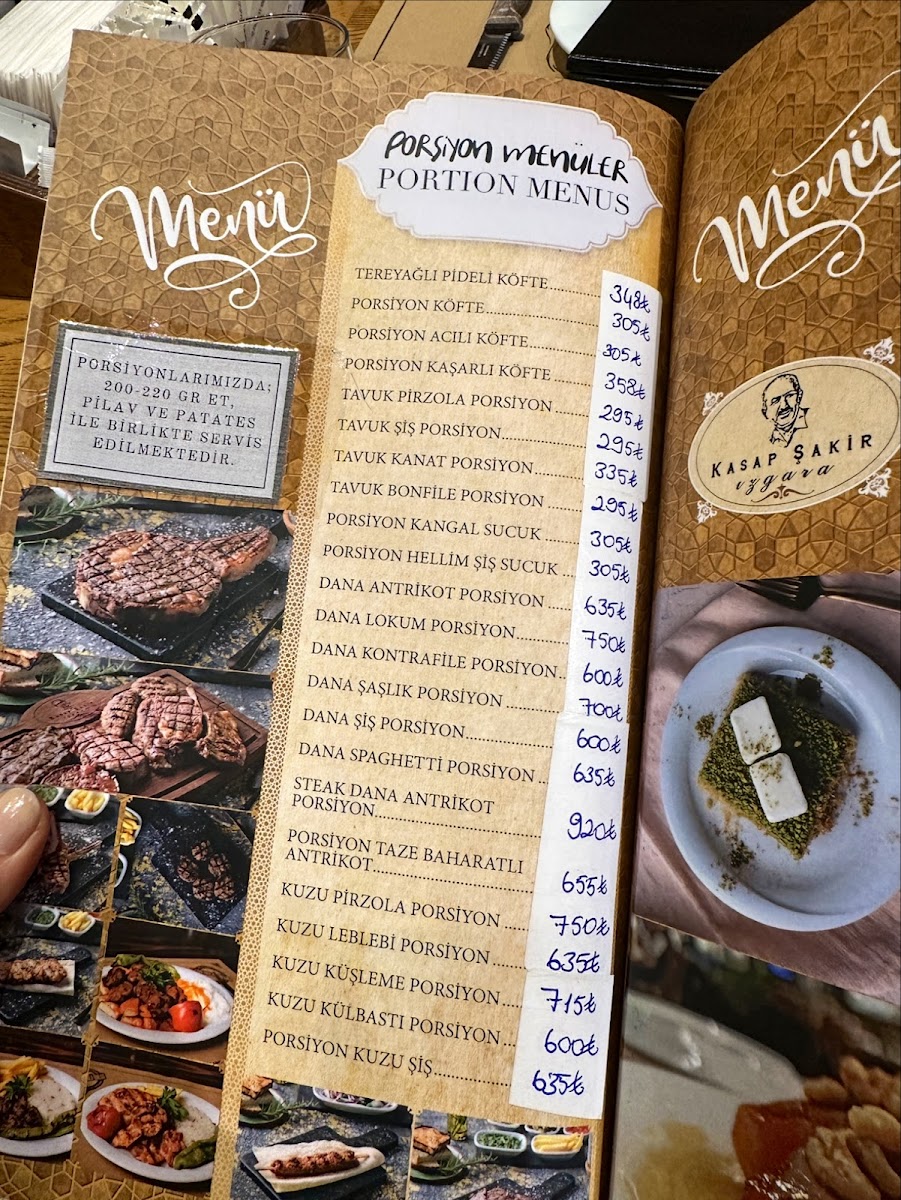 Menü
PORSİYONLARIMIZDA;
200-220 GR ET,
PİLAV VE PATATES
İLE BİRLİKTE SERVİS
EDİLMEKTEDİR.
PORŞİYON MENÜLER
PORTION MENUS
TEREYAĞLI PİDELİ KÖFTE 348₺
PORSİYON KÖFTE 305₺
PORSİYON ACILI KÖFTE 305₺
PORSİYON KAŞARLI KÖFTE 358₺
TAVUK PİRZOLA PORSİYON 295₺
TAVUK ŞİŞ PORSİYON 295₺
TAVUK KANAT PORSİYON 335₺
TAVUK BONFİLE PORSİYON 295₺
PORSİYON KANGAL SUCUK 305₺
PORSİYON HELLİM ŞİŞ SUCUK 305₺
DANA ANTRİKOT PORSİYON 635₺
DANA LOKUM PORSİYON 750₺
DANA KONTRAFİLE PORSİYON 600₺
DANA ŞAŞLIK PORSİYON 700₺
DANA ŞİŞ PORSİYON 600₺
DANA SPAGHETTİ PORSİYON 635₺
STEAK DANA ANTRİKOT
PORSİYON 920₺
PORSİYON TAZE BAHARATLI
ANTRİKOT 655₺
KUZU PİRZOLA PORSİYON 750₺
KUZU LEBLEBİ PORSİYON 635₺
KUZU KÜŞLEME PORSİYON 715₺
KUZU KÜLBASTI PORSİYON 600₺
PORSİYON KUZU ŞİŞ 635₺
Menü
KASAP ŞAKİR
ızgara